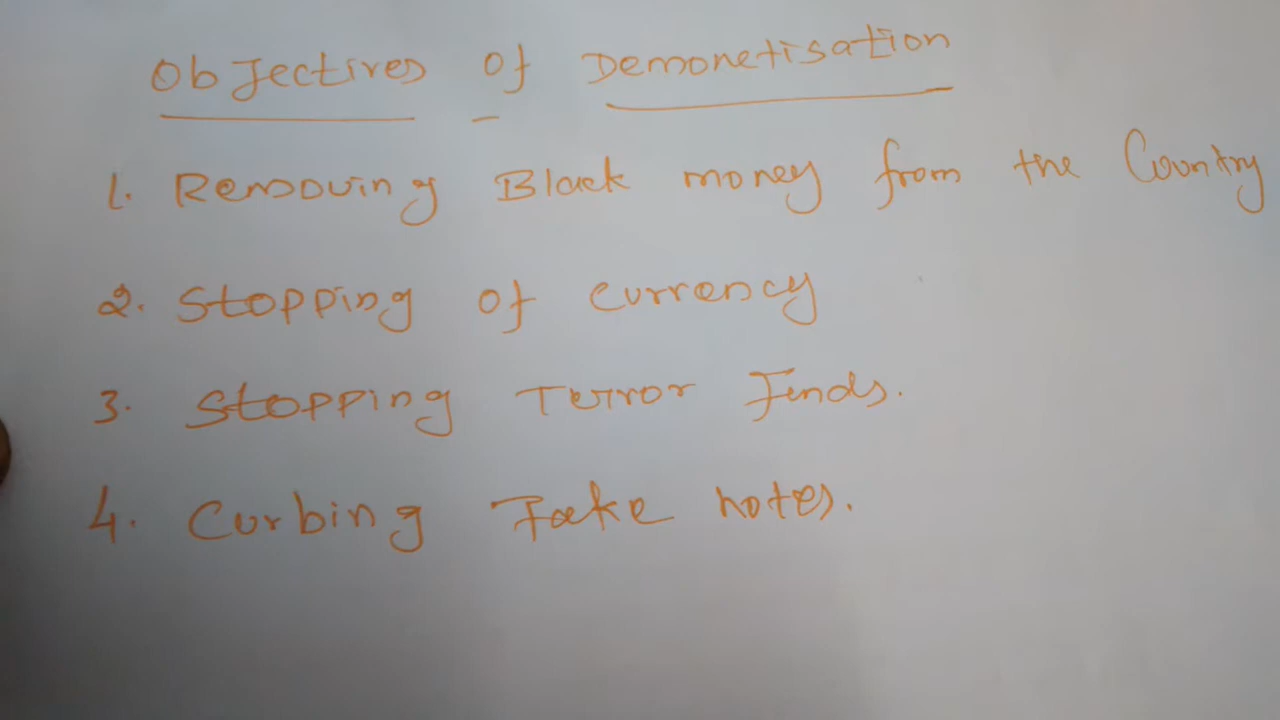 Objectives of Demonetisation
1. Removing Black money from the Country
2. Stopping of currency
3. Stopping Terror Funds.
4. Curbing Fake notes.